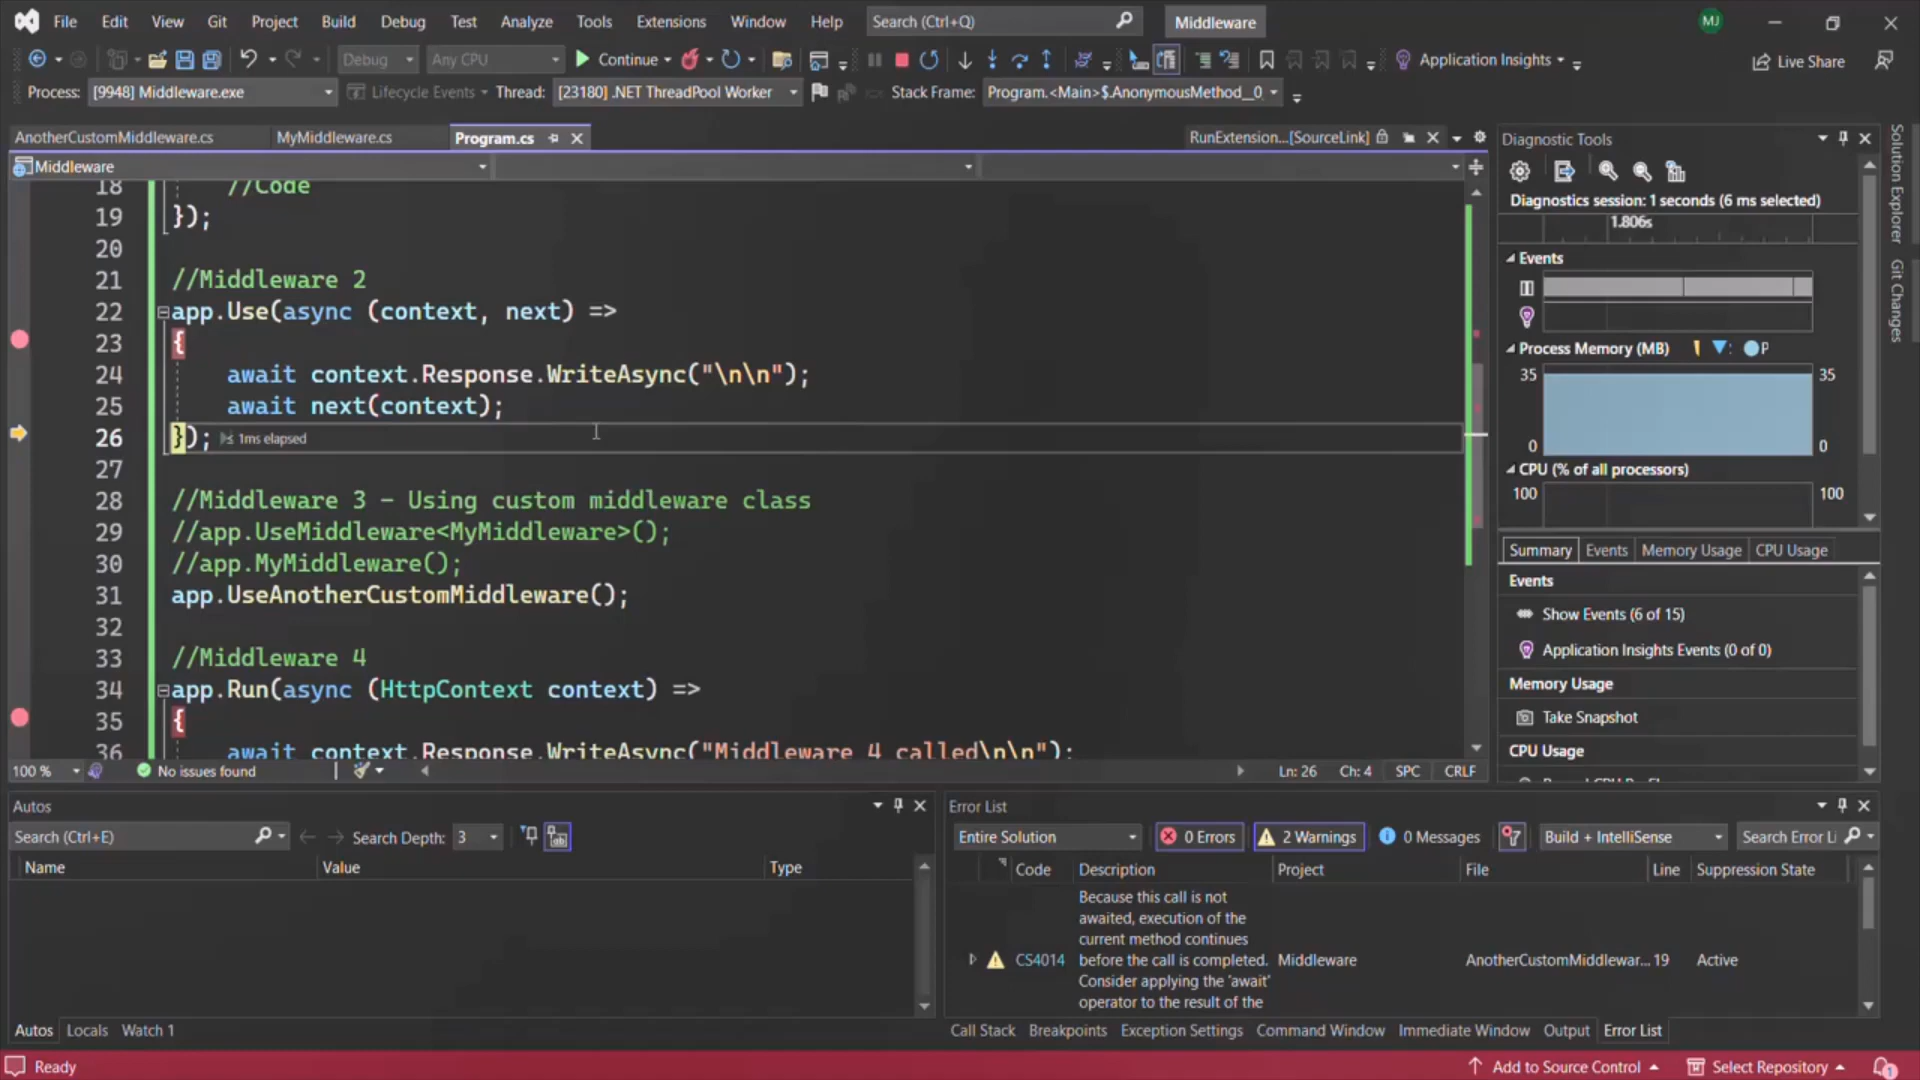 File Edit View Git Project Build Debug Test Analyze Tools Extensions Window Help Search (Ctrl+Q) Middleware MJ
Debug Any CPU Continue Application Insights Live Share
Process: [9948] Middleware.exe Lifecycle Events Thread: [23180] .NET ThreadPool Worker Stack Frame: Program.<Main>$.AnonymousMethod__0
AnotherCustomMiddleware.cs MyMiddleware.cs Program.cs RunExtension...[SourceLink]
Middleware
18 //Code
19 });
20
21 //Middleware 2
22 app.Use(async (context, next) =>
23 {
24 await context.Response.WriteAsync("\n\n");
25 await next(context);
26 }); 1ms elapsed
27
28 //Middleware 3 - Using custom middleware class
29 //app.UseMiddleware<MyMiddleware>();
30 //app.MyMiddleware();
31 app.UseAnotherCustomMiddleware();
32
33 //Middleware 4
34 app.Run(async (HttpContext context) =>
35 {
36 await context.Response.WriteAsync("Middleware 4 called\n\n");
100 % No issues found Ln: 26 Ch: 4 SPC CRLF
Diagnostic Tools
Diagnostics session: 1 seconds (6 ms selected)
1.806s
Events
Process Memory (MB) P
35 35
0 0
CPU (% of all processors)
100 100
Summary Events Memory Usage CPU Usage
Events
Show Events (6 of 15)
Application Insights Events (0 of 0)
Memory Usage
Take Snapshot
CPU Usage
Solution Explorer
Git Changes
Autos
Search (Ctrl+E) Search Depth: 3
Name Value Type
Autos Locals Watch 1
Error List
Entire Solution 0 Errors 2 Warnings 0 Messages Build + IntelliSense Search Error Li
Code Description Project File Line Suppression State
Because this call is not
awaited, execution of the
current method continues
CS4014 before the call is completed. Middleware AnotherCustomMiddlewar... 19 Active
Consider applying the 'await'
operator to the result of the
Call Stack Breakpoints Exception Settings Command Window Immediate Window Output Error List
Ready Add to Source Control Select Repository 1